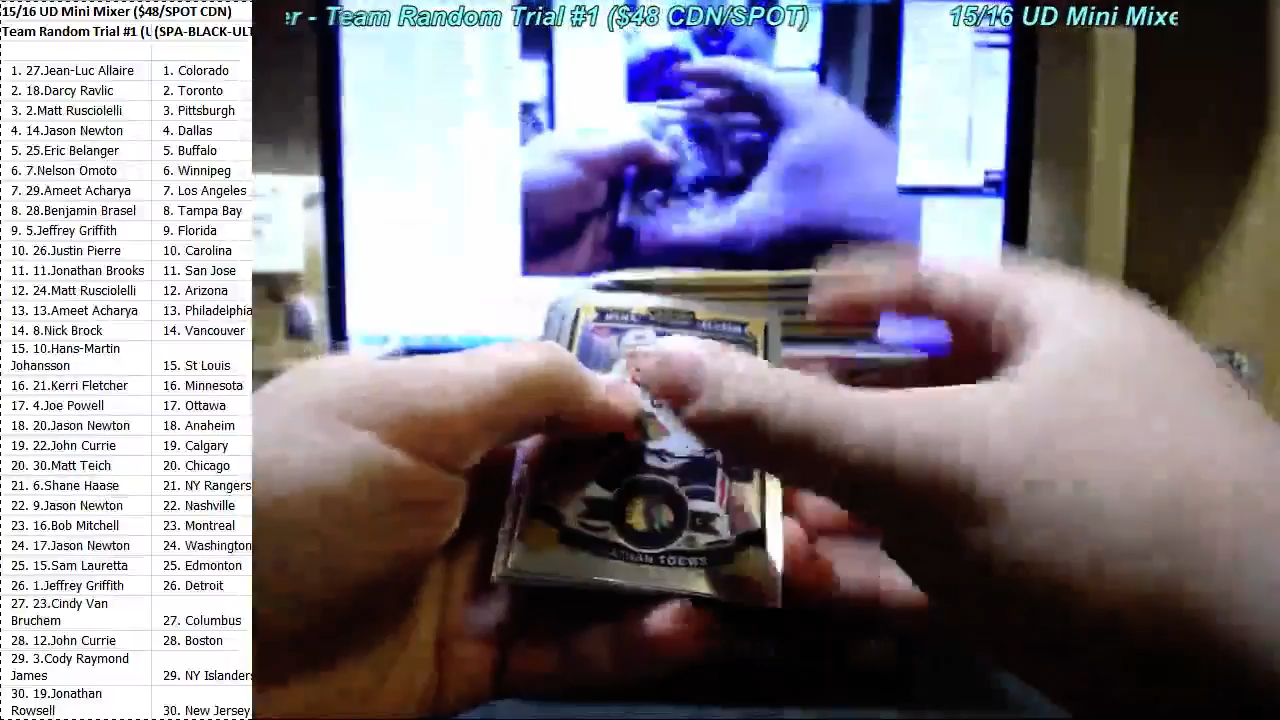 15/16 UD Mini Mixer ($48/SPOT CDN)
Team Random Trial #1 (U (SPA-BLACK-ULT
1. 27.Jean-Luc Allaire 1. Colorado
2. 18.Darcy Ravlic 2. Toronto
3. 2.Matt Rusciolelli 3. Pittsburgh
4. 14.Jason Newton 4. Dallas
5. 25.Eric Belanger 5. Buffalo
6. 7.Nelson Omoto 6. Winnipeg
7. 29.Ameet Acharya 7. Los Angeles
8. 28.Benjamin Brasel 8. Tampa Bay
9. 5.Jeffrey Griffith 9. Florida
10. 26.Justin Pierre 10. Carolina
11. 11.Jonathan Brooks 11. San Jose
12. 24.Matt Rusciolelli 12. Arizona
13. 13.Ameet Acharya 13. Philadelphia
14. 8.Nick Brock 14. Vancouver
15. 10.Hans-Martin
Johansson 15. St Louis
16. 21.Kerri Fletcher 16. Minnesota
17. 4.Joe Powell 17. Ottawa
18. 20.Jason Newton 18. Anaheim
19. 22.John Currie 19. Calgary
20. 30.Matt Teich 20. Chicago
21. 6.Shane Haase 21. NY Rangers
22. 9.Jason Newton 22. Nashville
23. 16.Bob Mitchell 23. Montreal
24. 17.Jason Newton 24. Washington
25. 15.Sam Lauretta 25. Edmonton
26. 1.Jeffrey Griffith 26. Detroit
27. 23.Cindy Van
Bruchem 27. Columbus
28. 12.John Currie 28. Boston
29. 3.Cody Raymond
James 29. NY Islanders
30. 19.Jonathan
Rowsell 30. New Jersey
er - Team Random Trial #1 ($48 CDN/SPOT) 15/16 UD Mini Mixe
TOEWS